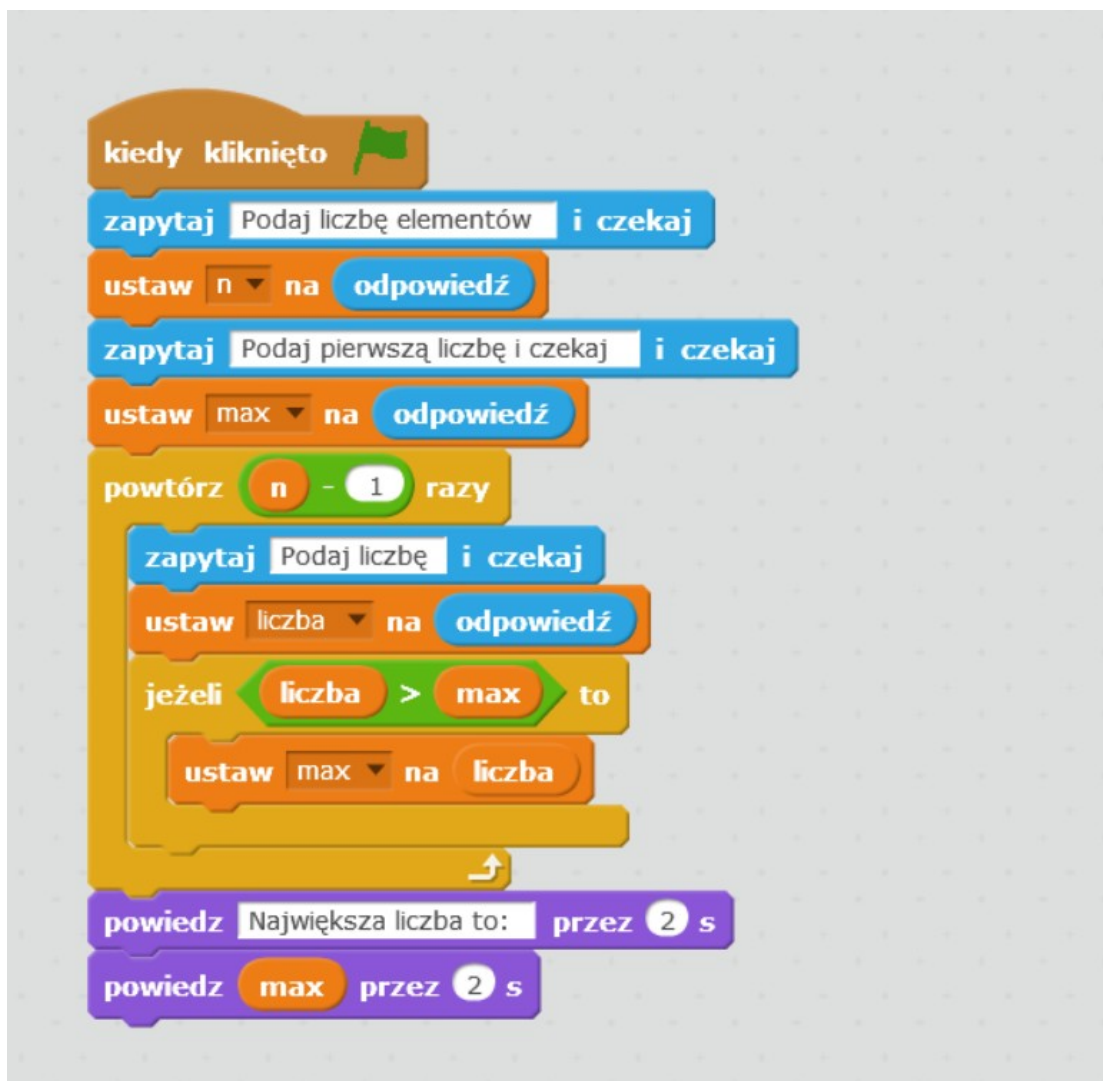 kiedy kliknięto
zapytaj Podaj liczbę elementów i czekaj
ustaw n na odpowiedź
zapytaj Podaj pierwszą liczbę i czekaj i czekaj
ustaw max na odpowiedź
powtórz n - 1 razy
zapytaj Podaj liczbę i czekaj
ustaw liczba na odpowiedź
jeżeli liczba > max to
ustaw max na liczba
powiedz Największa liczba to: przez 2 s
powiedz max przez 2 s